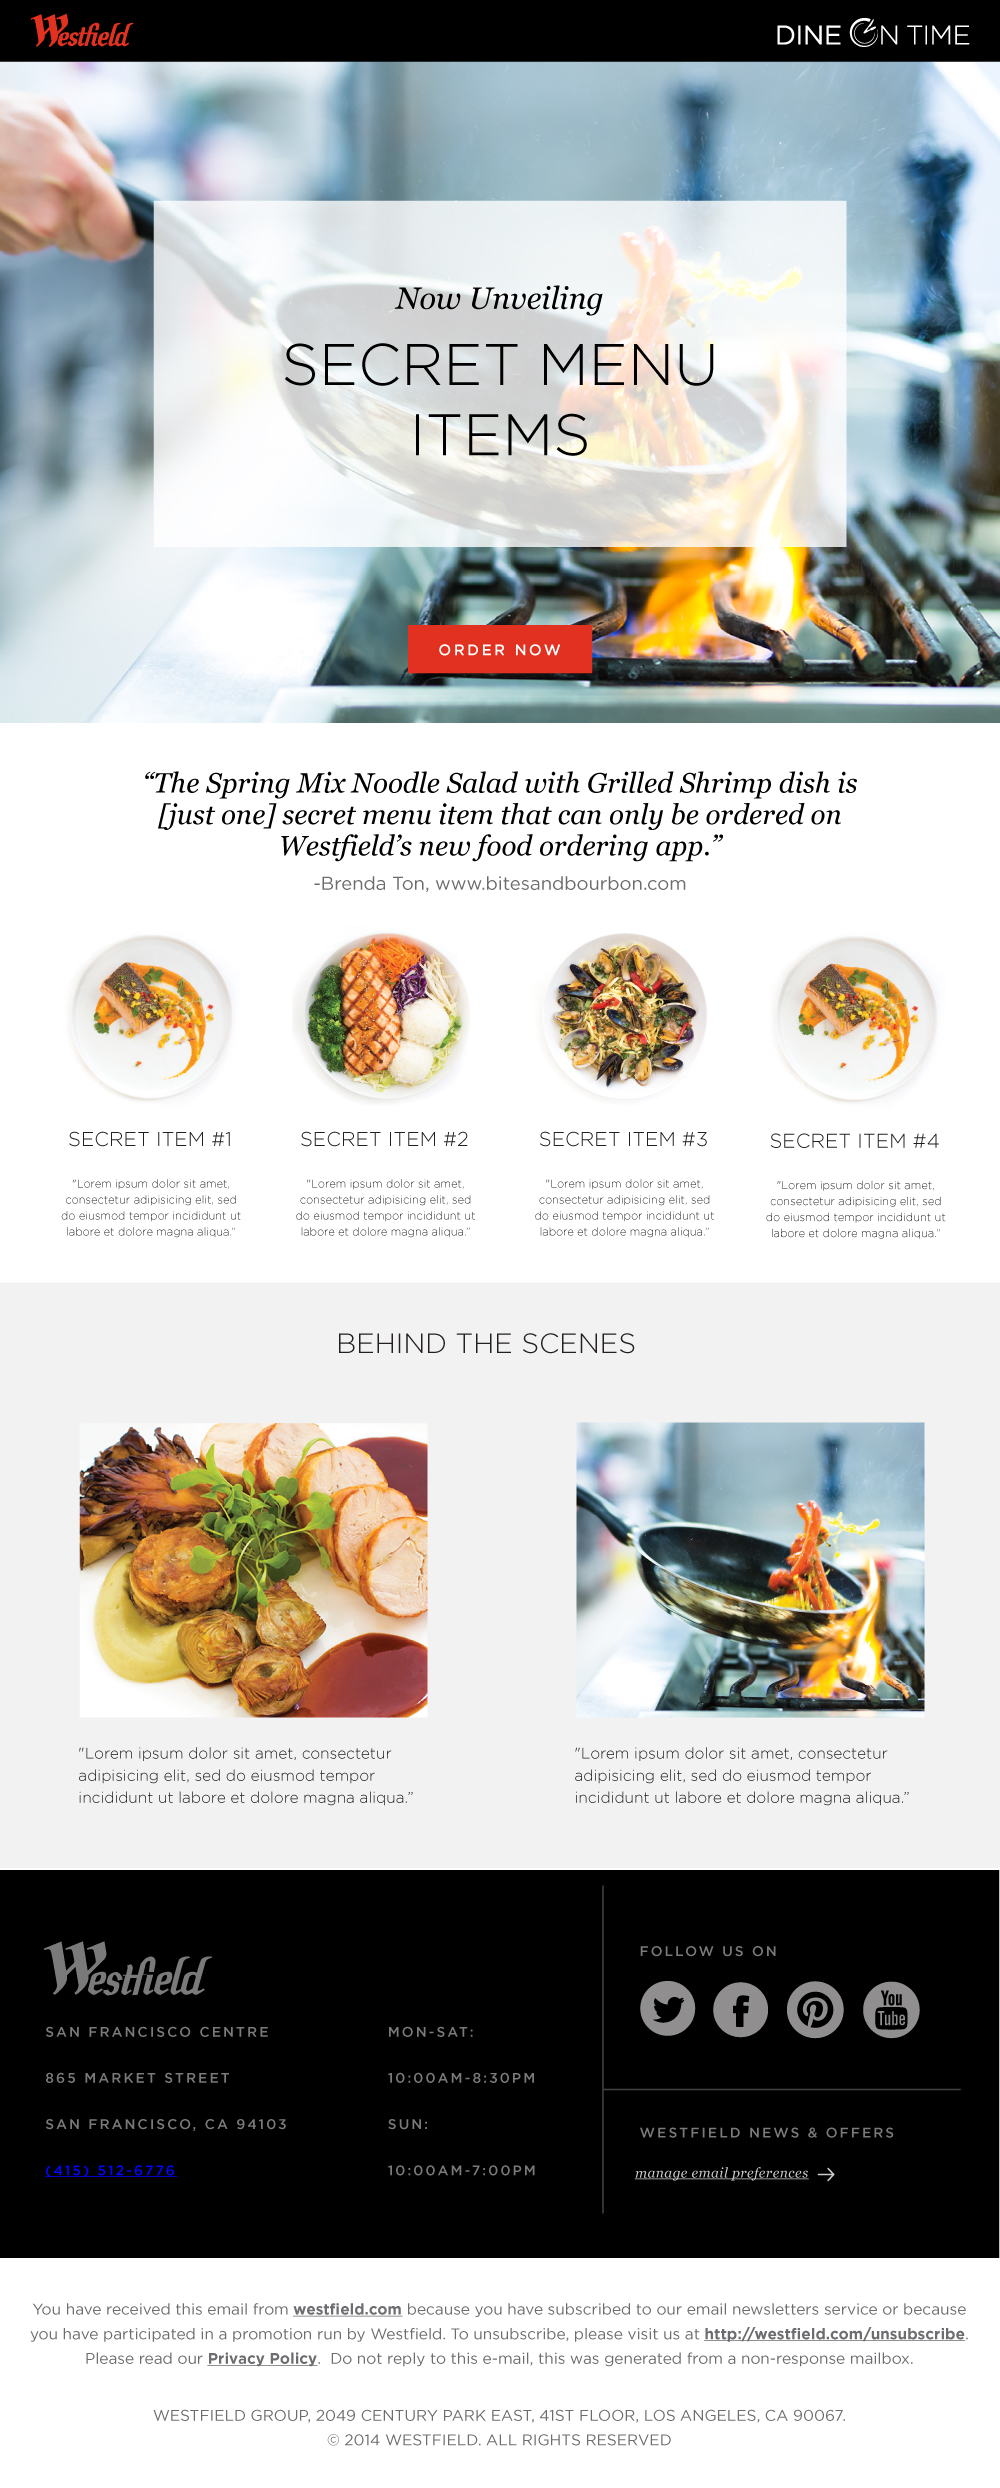 Westfield
DINE ON TIME
Now Unveiling
SECRET MENU
ITEMS
ORDER NOW
“The Spring Mix Noodle Salad with Grilled Shrimp dish is
[just one] secret menu item that can only be ordered on
Westfield’s new food ordering app.”
-Brenda Ton, www.bitesandbourbon.com
SECRET ITEM #1
"Lorem ipsum dolor sit amet,
consectetur adipisicing elit, sed
do eiusmod tempor incididunt ut
labore et dolore magna aliqua.”
SECRET ITEM #2
"Lorem ipsum dolor sit amet,
consectetur adipisicing elit, sed
do eiusmod tempor incididunt ut
labore et dolore magna aliqua.”
SECRET ITEM #3
"Lorem ipsum dolor sit amet,
consectetur adipisicing elit, sed
do eiusmod tempor incididunt ut
labore et dolore magna aliqua.”
SECRET ITEM #4
"Lorem ipsum dolor sit amet,
consectetur adipisicing elit, sed
do eiusmod tempor incididunt ut
labore et dolore magna aliqua.”
BEHIND THE SCENES
"Lorem ipsum dolor sit amet, consectetur
adipisicing elit, sed do eiusmod tempor
incididunt ut labore et dolore magna aliqua.”
"Lorem ipsum dolor sit amet, consectetur
adipisicing elit, sed do eiusmod tempor
incididunt ut labore et dolore magna aliqua.”
Westfield
SAN FRANCISCO CENTRE
865 MARKET STREET
SAN FRANCISCO, CA 94103
(415) 512-6776
MON-SAT:
10:00AM-8:30PM
SUN:
10:00AM-7:00PM
FOLLOW US ON
You
Tube
WESTFIELD NEWS & OFFERS
manage email preferences
You have received this email from westfield.com because you have subscribed to our email newsletters service or because
you have participated in a promotion run by Westfield. To unsubscribe, please visit us at http://westfield.com/unsubscribe.
Please read our Privacy Policy. Do not reply to this e-mail, this was generated from a non-response mailbox.
WESTFIELD GROUP, 2049 CENTURY PARK EAST, 41ST FLOOR, LOS ANGELES, CA 90067.
© 2014 WESTFIELD. ALL RIGHTS RESERVED